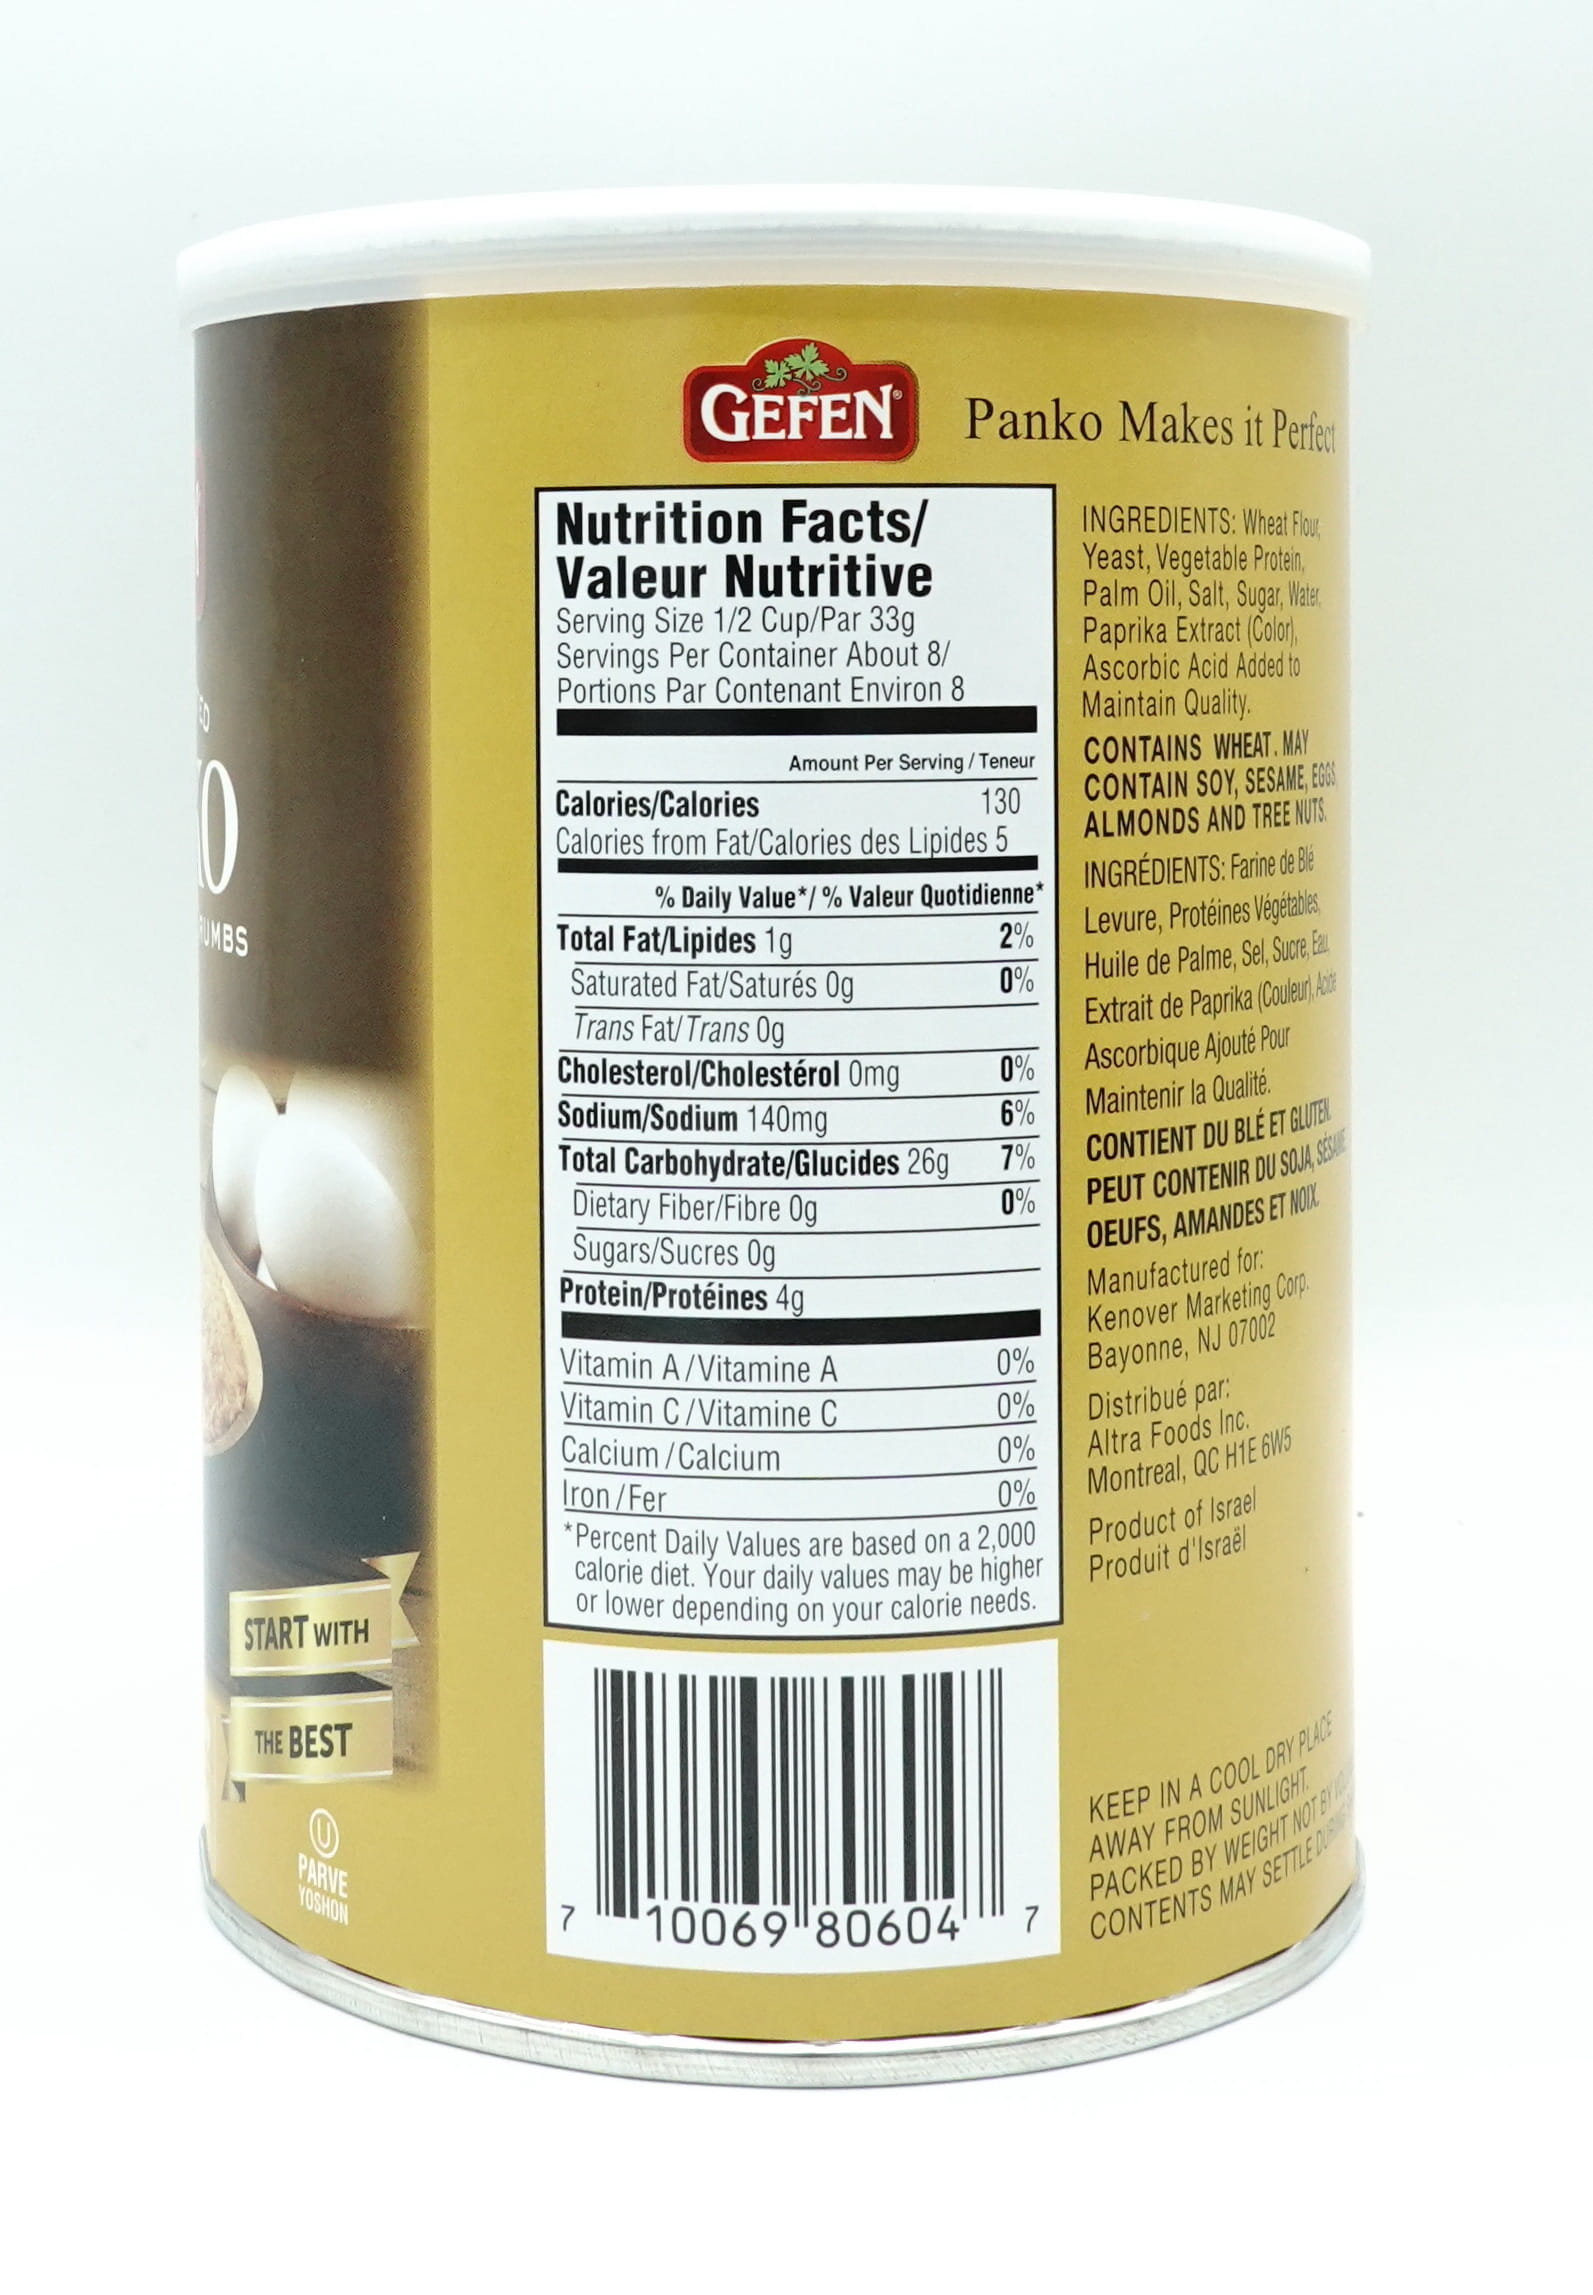 GEFEN®
Panko Makes it Perfect
Nutrition Facts/
Valeur Nutritive
Serving Size 1/2 Cup/Par 33g
Servings Per Container About 8/
Portions Par Contenant Environ 8
Amount Per Serving / Teneur
Calories/Calories 130
Calories from Fat/Calories des Lipides 5
% Daily Value*/ % Valeur Quotidienne*
Total Fat/Lipides 1g 2%
Saturated Fat/Saturés 0g 0%
Trans Fat/Trans 0g
Cholesterol/Cholestérol 0mg 0%
Sodium/Sodium 140mg 6%
Total Carbohydrate/Glucides 26g 7%
Dietary Fiber/Fibre 0g 0%
Sugars/Sucres 0g
Protein/Protéines 4g
Vitamin A/Vitamine A 0%
Vitamin C/Vitamine C 0%
Calcium/Calcium 0%
Iron/Fer 0%
*Percent Daily Values are based on a 2,000
calorie diet. Your daily values may be higher
or lower depending on your calorie needs.
7 10069 80604 7
INGREDIENTS: Wheat Flour,
Yeast, Vegetable Protein,
Palm Oil, Salt, Sugar, Water,
Paprika Extract (Color),
Ascorbic Acid Added to
Maintain Quality.
CONTAINS WHEAT. MAY
CONTAIN SOY, SESAME, EGGS,
ALMONDS AND TREE NUTS.
INGRÉDIENTS: Farine de Blé
Levure, Protéines Végétables,
Huile de Palme, Sel, Sucre, Eau,
Extrait de Paprika (Couleur), Acide
Ascorbique Ajouté Pour
Maintenir la Qualité.
CONTIENT DU BLÉ ET GLUTEN.
PEUT CONTENIR DU SOJA, SÉSAME
OEUFS, AMANDES ET NOIX.
Manufactured for:
Kenover Marketing Corp.
Bayonne, NJ 07002
Distribué par:
Altra Foods Inc.
Montreal, QC H1E 6W5
Product of Israel
Produit d'Israël
KEEP IN A COOL DRY PLACE
AWAY FROM SUNLIGHT.
PACKED BY WEIGHT NOT BY
CONTENTS MAY SETTLE
ED
KO
RUMBS
START WITH
THE BEST
U
PARVE
YOSHON